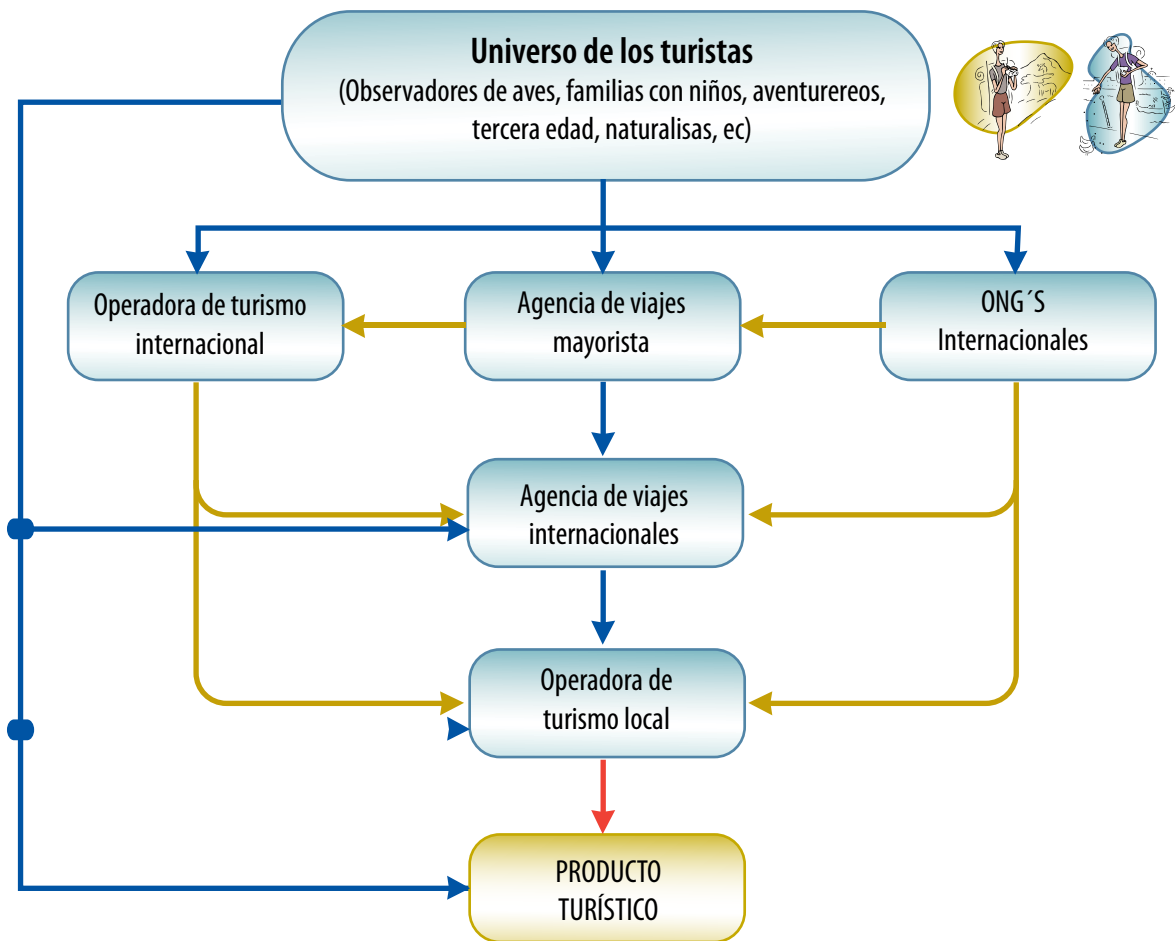 Universo de los turistas
(Observadores de aves, familias con niños, aventurereos,
tercera edad, naturalisas, ec)
Operadora de turismo
internacional
Agencia de viajes
mayorista
ONG´S
Internacionales
Agencia de viajes
internacionales
Operadora de
turismo local
PRODUCTO
TURÍSTICO